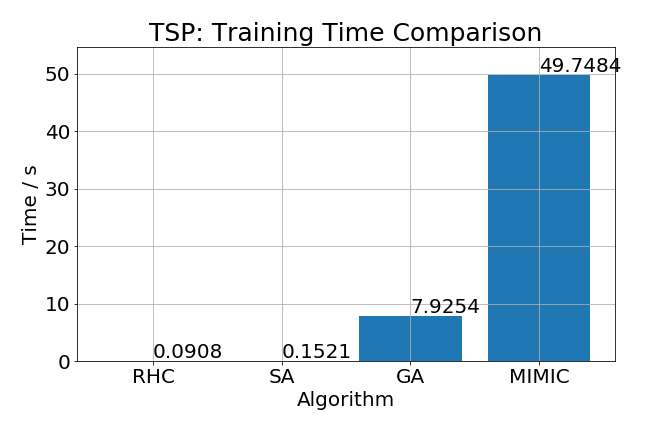 TSP: Training Time Comparison
49.7484
50
40
30
20
10
7.9254
0.0908
0.1521
0
Time / s
RHC SA GA MIMIC
Algorithm